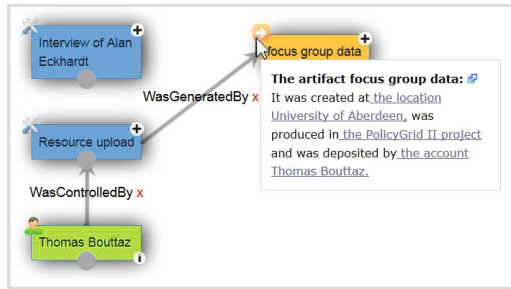 Interview of Alan
Eckhardt
focus group data
WasGeneratedBy x
The artifact focus group data:
It was created at the location
University of Aberdeen, was
produced in the PolicyGrid II project
and was deposited by the account
Thomas Bouttaz.
Resource upload
WasControlledBy x
Thomas Bouttaz
i